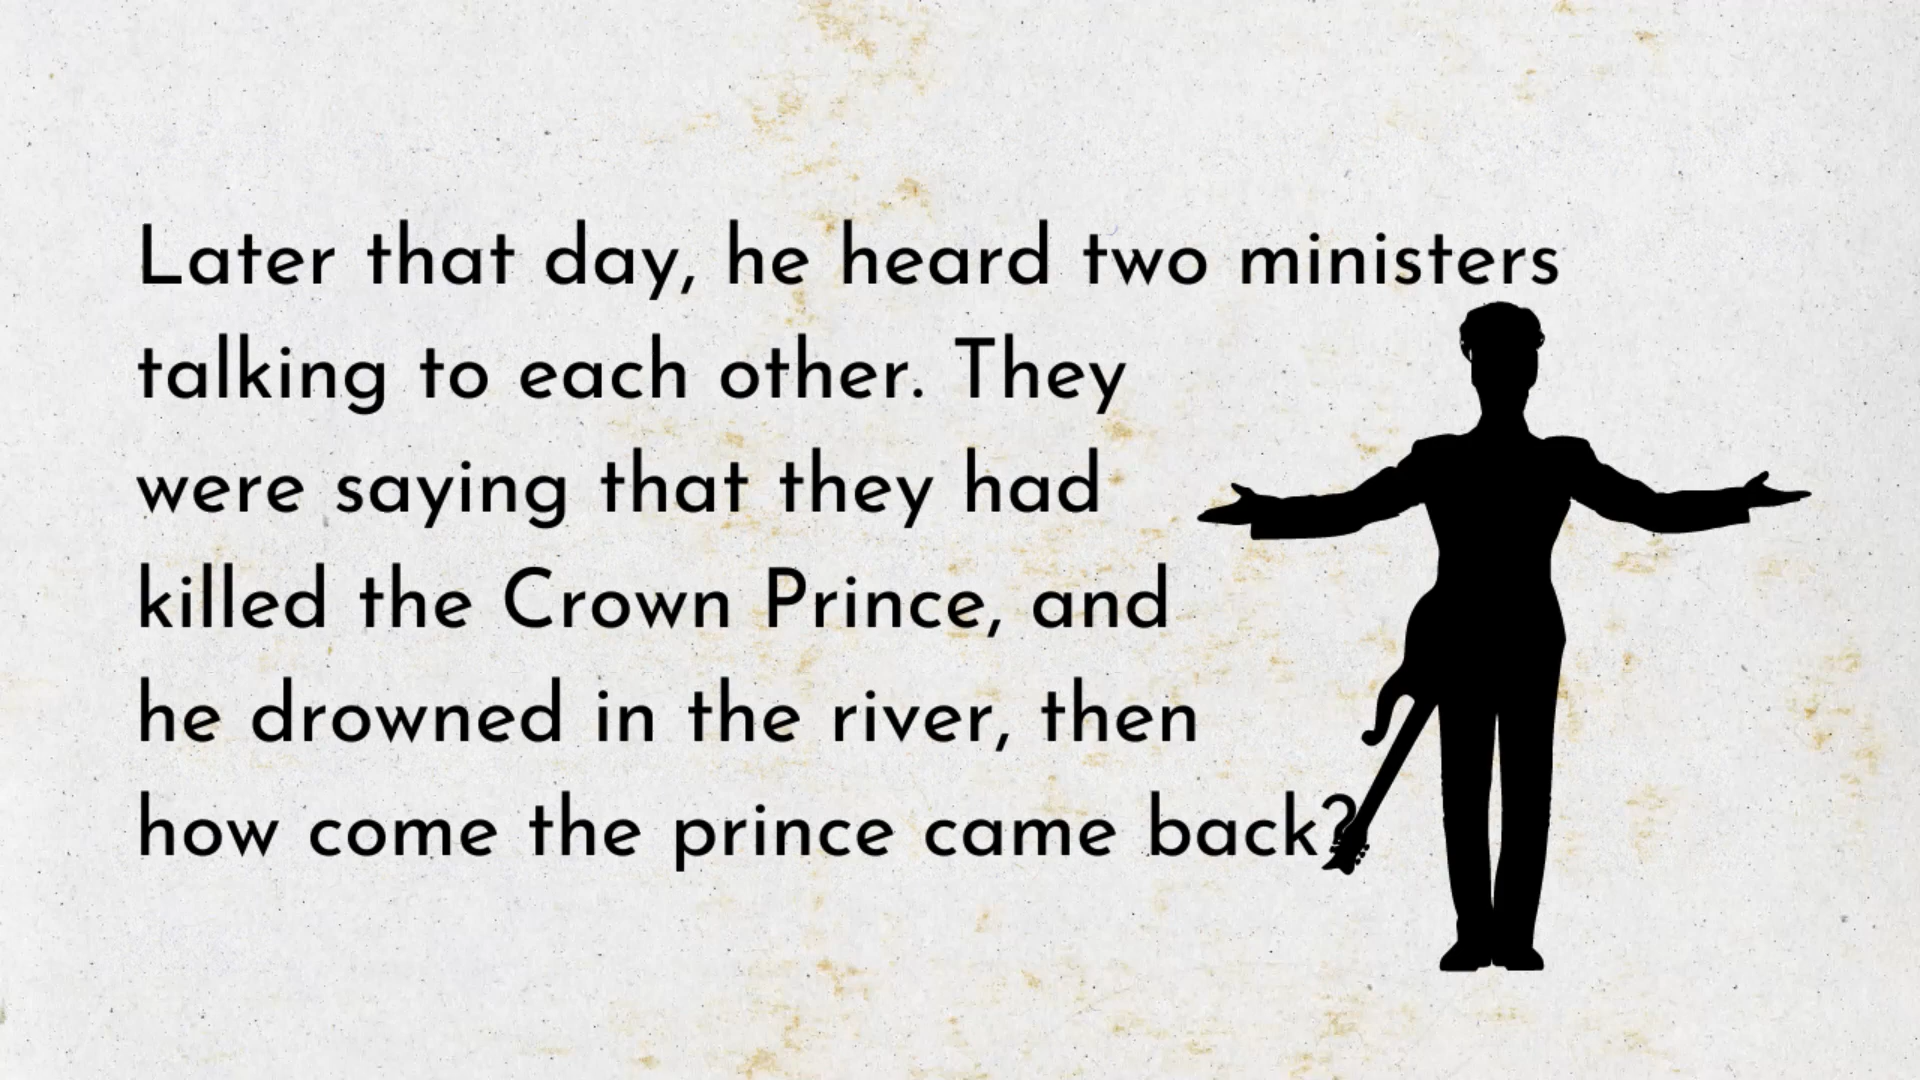 Later that day, he heard two ministers
talking to each other. They
were saying that they had
killed the Crown Prince, and
he drowned in the river, then
how come the prince came back?